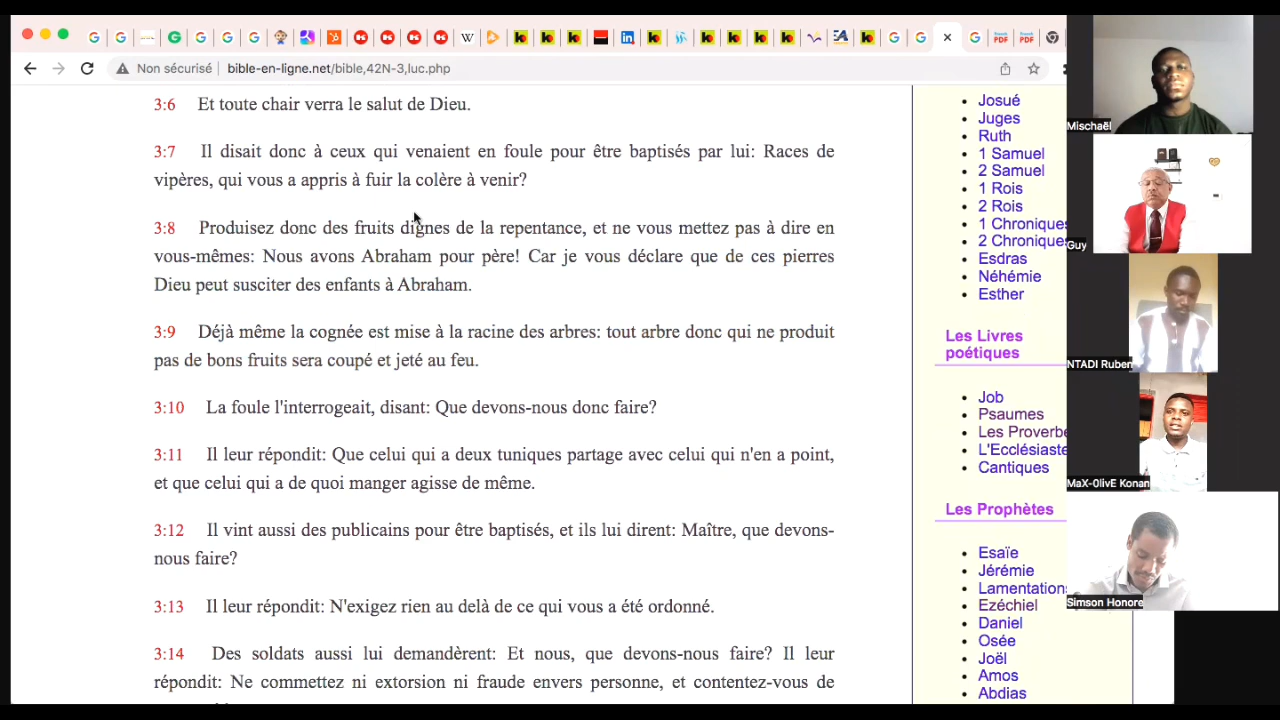 Non sécurisé
bible-en-ligne.net/bible,42N-3,luc.php
3:6 Et toute chair verra le salut de Dieu.
3:7 Il disait donc à ceux qui venaient en foule pour être baptisés par lui: Races de
vipères, qui vous a appris à fuir la colère à venir?
3:8 Produisez donc des fruits dignes de la repentance, et ne vous mettez pas à dire en
vous-mêmes: Nous avons Abraham pour père! Car je vous déclare que de ces pierres
Dieu peut susciter des enfants à Abraham.
3:9 Déjà même la cognée est mise à la racine des arbres: tout arbre donc qui ne produit
pas de bons fruits sera coupé et jeté au feu.
3:10 La foule l'interrogeait, disant: Que devons-nous donc faire?
3:11 Il leur répondit: Que celui qui a deux tuniques partage avec celui qui n'en a point,
et que celui qui a de quoi manger agisse de même.
3:12 Il vint aussi des publicains pour être baptisés, et ils lui dirent: Maître, que devons-
nous faire?
3:13 Il leur répondit: N'exigez rien au delà de ce qui vous a été ordonné.
3:14 Des soldats aussi lui demandèrent: Et nous, que devons-nous faire? Il leur
répondit: Ne commettez ni extorsion ni fraude envers personne, et contentez-vous de
Josué
Juges
Ruth
1 Samuel
2 Samuel
1 Rois
2 Rois
1 Chroniques
2 Chronique
Esdras
Néhémie
Esther
Les Livres
poétiques
Job
Psaumes
Les Proverbe
L'Ecclésiaste
Cantiques
Les Prophètes
Esaïe
Jérémie
Lamentation
Ezéchiel
Daniel
Osée
Joël
Amos
Abdias
Mischaël
Guy
NTADI Ruben
MaX-0livE Konan
Simson Honore